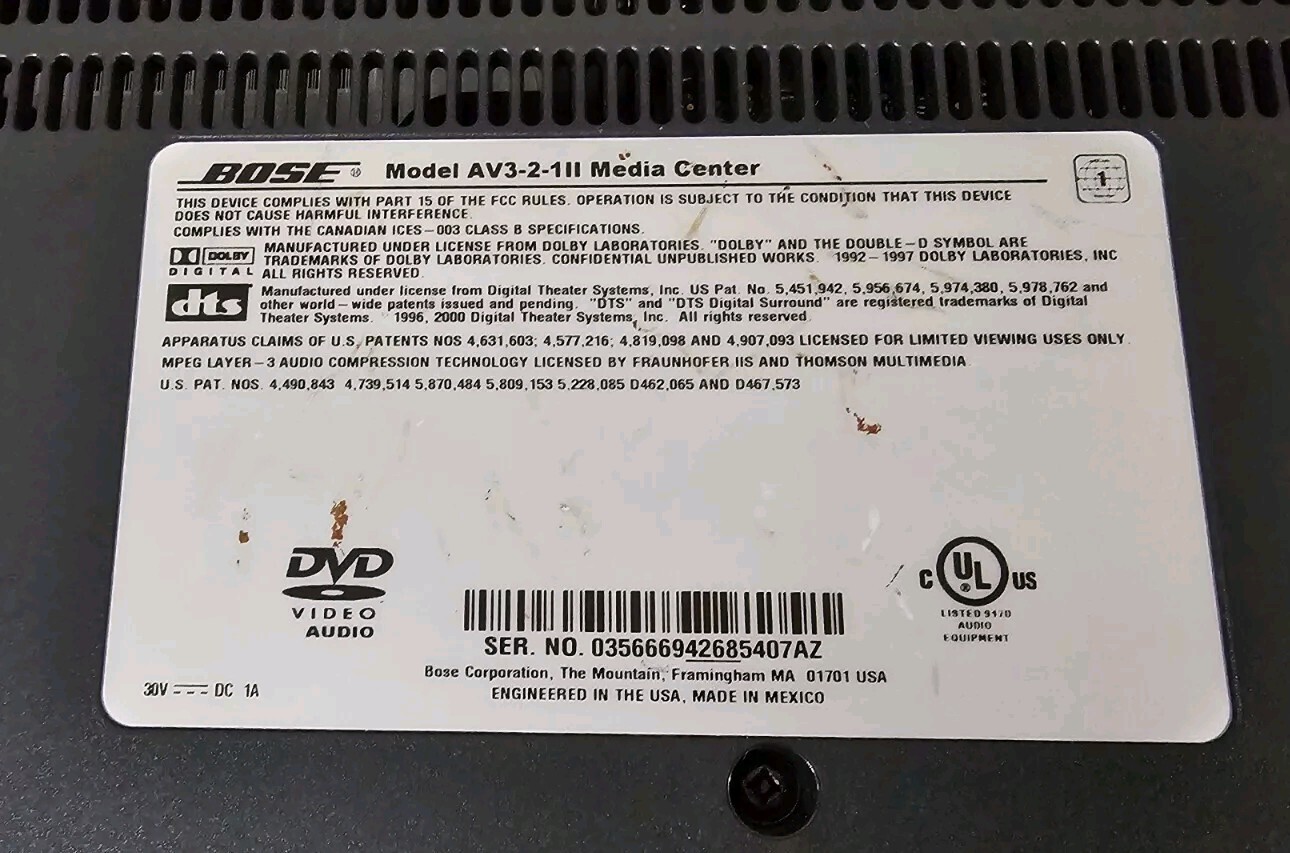 BOSE® Model AV3-2-1II Media Center
1
THIS DEVICE COMPLIES WITH PART 15 OF THE FCC RULES. OPERATION IS SUBJECT TO THE CONDITION THAT THIS DEVICE
DOES NOT CAUSE HARMFUL INTERFERENCE.
COMPLIES WITH THE CANADIAN ICES-003 CLASS B SPECIFICATIONS.
DOLBY
DIGITAL
MANUFACTURED UNDER LICENSE FROM DOLBY LABORATORIES. "DOLBY" AND THE DOUBLE-D SYMBOL ARE
TRADEMARKS OF DOLBY LABORATORIES. CONFIDENTIAL UNPUBLISHED WORKS. 1992-1997 DOLBY LABORATORIES, INC
ALL RIGHTS RESERVED.
dts
Manufactured under license from Digital Theater Systems, Inc. US Pat. No. 5,451,942, 5,956,674, 5,974,380, 5,978,762 and
other world-wide patents issued and pending. "DTS" and "DTS Digital Surround" are registered trademarks of Digital
Theater Systems. 1996, 2000 Digital Theater Systems, Inc. All rights reserved.
APPARATUS CLAIMS OF U.S. PATENTS NOS 4,631,603; 4,577,216; 4,819,098 AND 4,907,093 LICENSED FOR LIMITED VIEWING USES ONLY.
MPEG LAYER-3 AUDIO COMPRESSION TECHNOLOGY LICENSED BY FRAUNHOFER IIS AND THOMSON MULTIMEDIA.
U.S. PAT. NOS. 4,490,843 4,739,514 5,870,484 5,809,153 5,228,085 D462,065 AND D467,573
DVD
VIDEO
AUDIO
C UL US
LISTED
AUDIO
EQUIPMENT
SER. NO. 035666942685407AZ
Bose Corporation, The Mountain, Framingham MA 01701 USA
ENGINEERED IN THE USA, MADE IN MEXICO
30V DC 1A